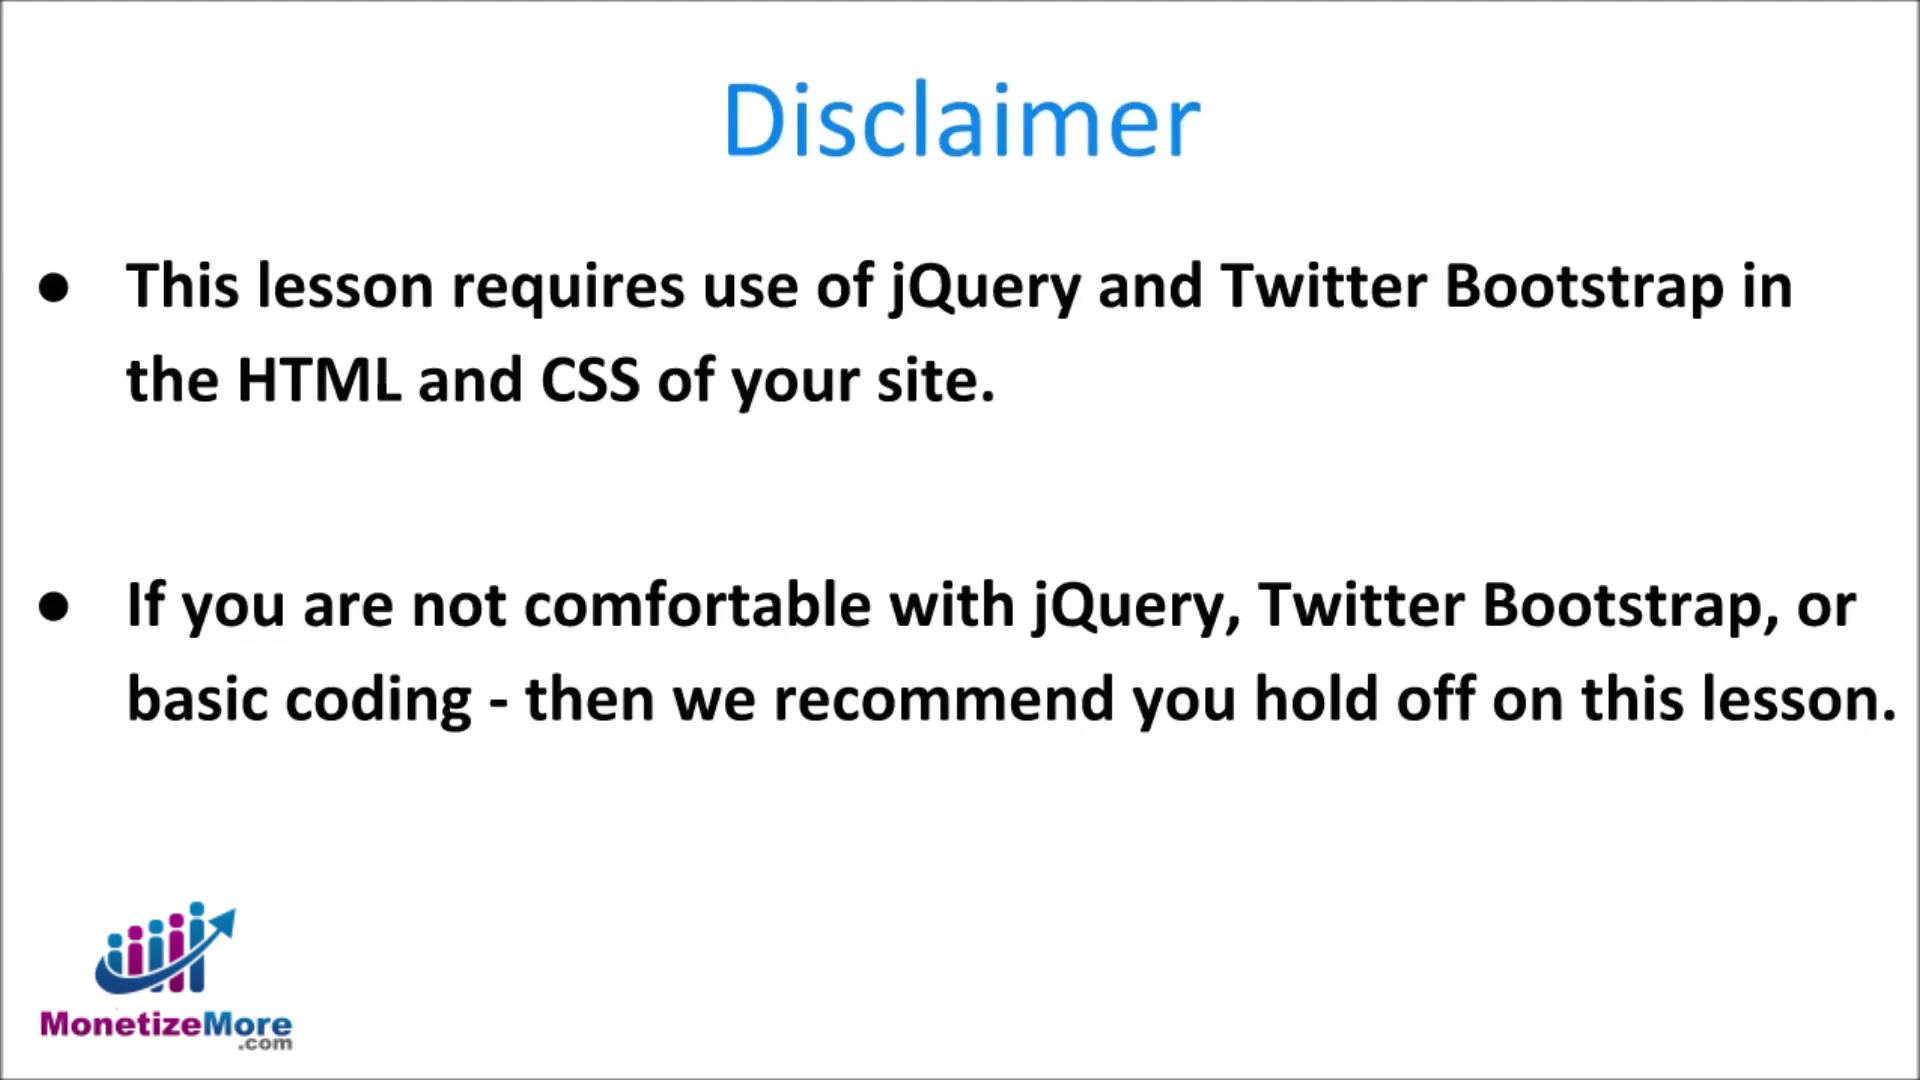 Disclaimer
● This lesson requires use of jQuery and Twitter Bootstrap in
the HTML and CSS of your site.
● If you are not comfortable with jQuery, Twitter Bootstrap, or
basic coding - then we recommend you hold off on this lesson.
MonetizeMore
.com